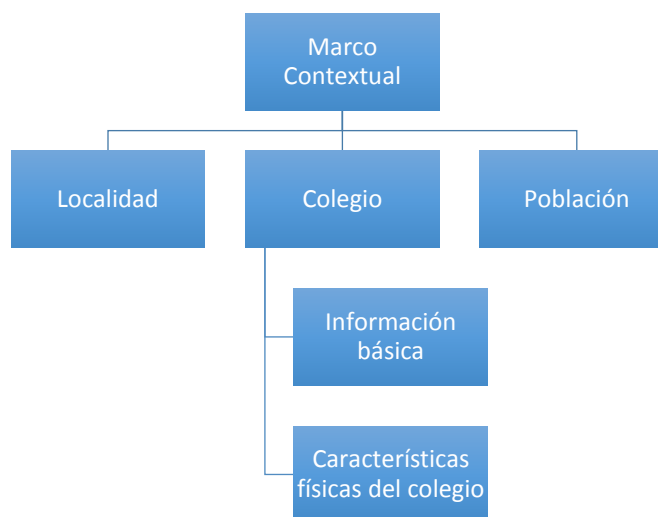 Marco
Contextual
Localidad
Colegio
Población
Información
básica
Características
físicas del colegio